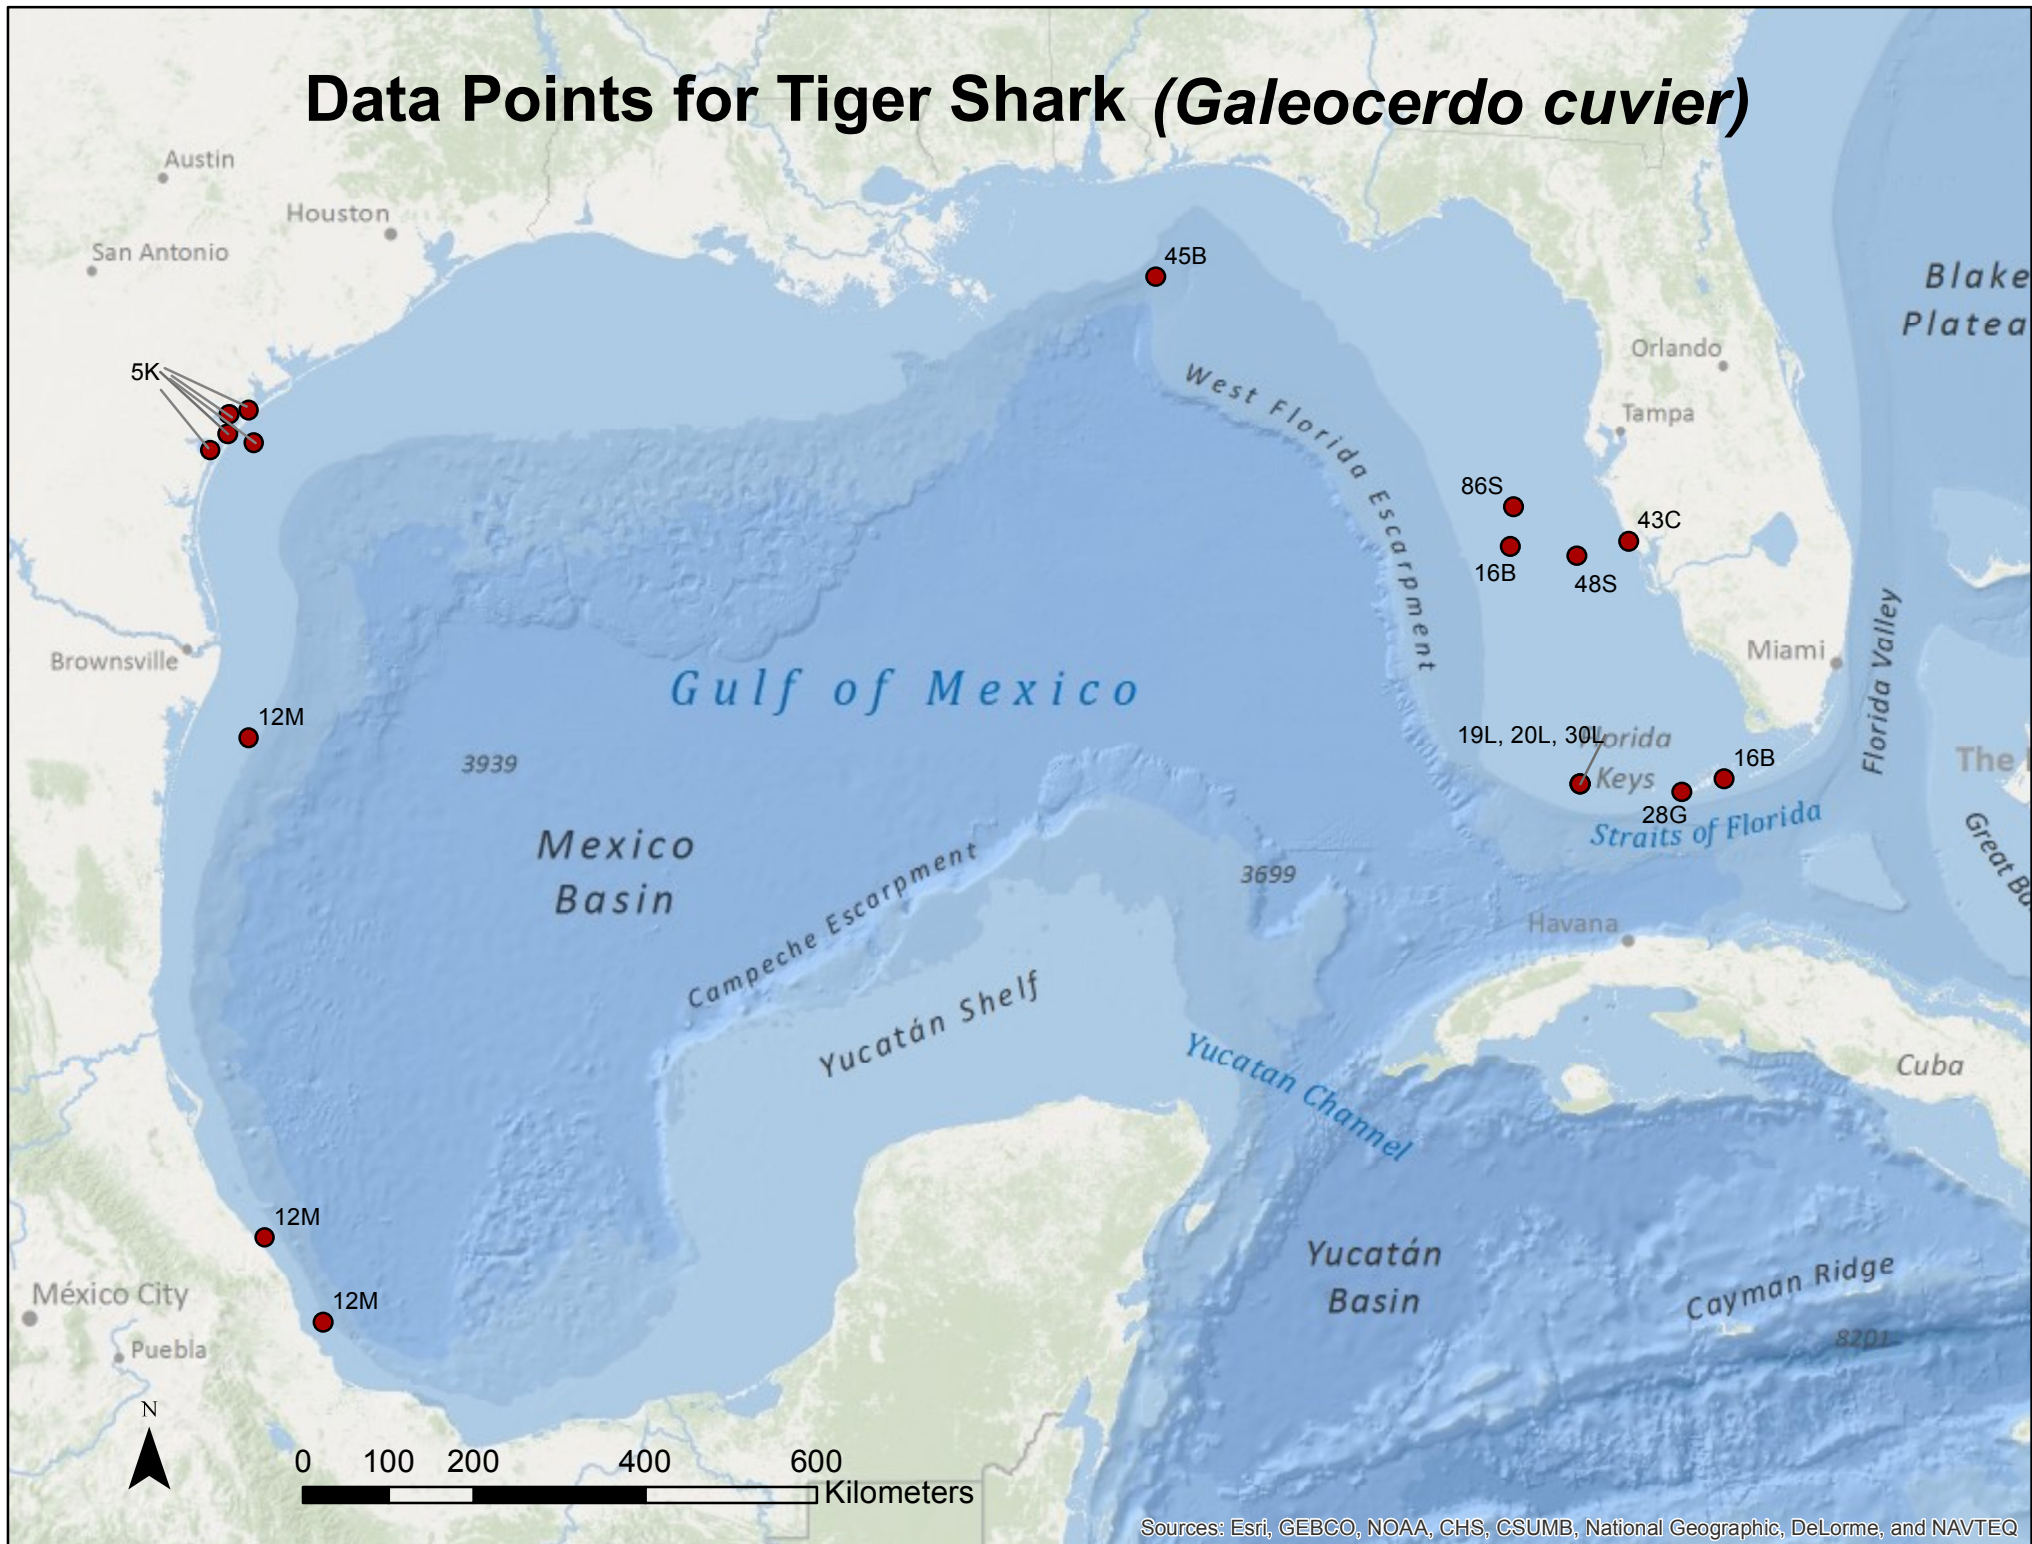 Data Points for Tiger Shark (Galeocerdo cuvier)
Austin
Houston
San Antonio
45B
Blake
Platea
Orlando
5K
Tampa
West Florida Escarpment
86S
43C
16B
48S
Florida Valley
Miami
Brownsville
Gulf of Mexico
12M
19L, 20L, 30L
Florida
Keys
16B
28G
The
3939
Straits of Florida
Great Ba
Mexico
Basin
Campeche Escarpment
3699
Havana
Yucatán Shelf
Yucatan Channel
Cuba
12M
Yucatán
Basin
Cayman Ridge
México City
12M
8201
Puebla
N
0 100 200 400 600
Kilometers
Sources: Esri, GEBCO, NOAA, CHS, CSUMB, National Geographic, DeLorme, and NAVTEQ